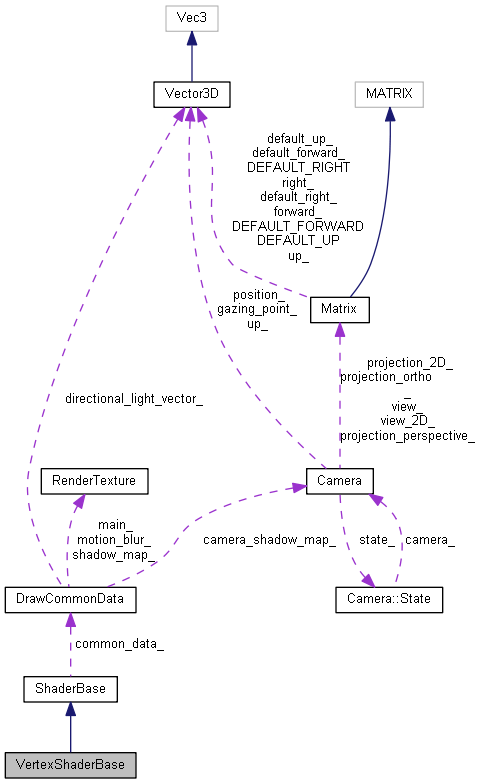 Vec3
Vector3D
MATRIX
default_up_
default_forward_
DEFAULT_RIGHT
right_
default_right_
forward_
DEFAULT_FORWARD
DEFAULT_UP
up_
position_
gazing_point_
up_
Matrix
projection_2D_
projection_ortho
_
view_
view_2D_
projection_perspective_
directional_light_vector_
RenderTexture
Camera
main_
motion_blur_
shadow_map_
camera_shadow_map_
state_
camera_
DrawCommonData
Camera::State
common_data_
ShaderBase
VertexShaderBase